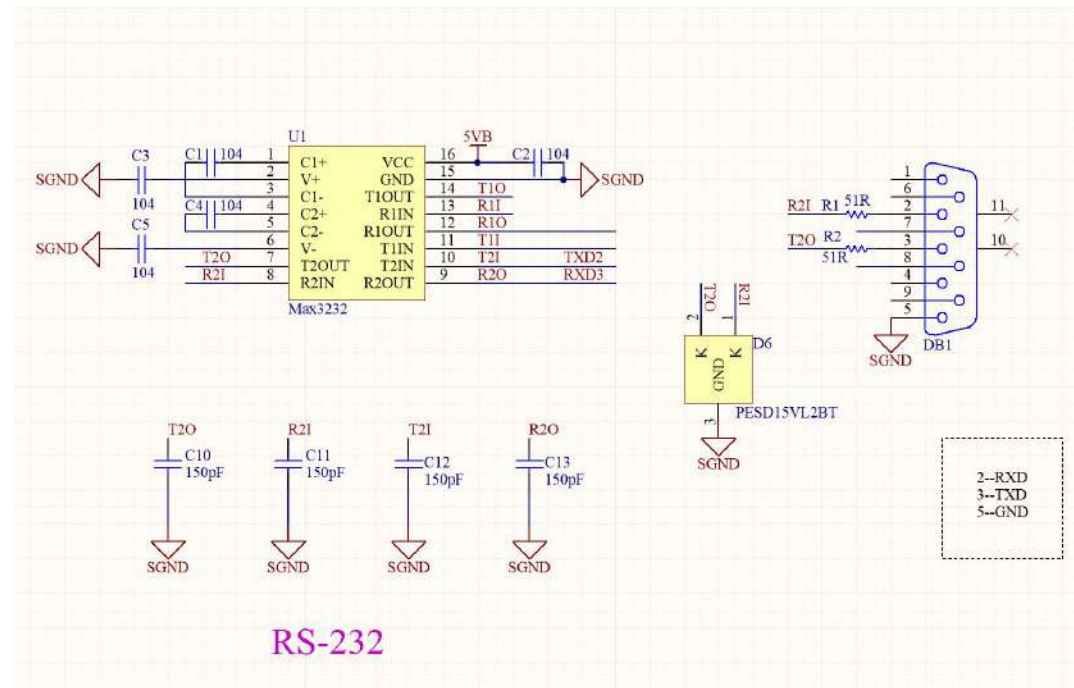 U1
C3
104
SGND
C1
104
C4
104
C5
104
SGND
T2O
R2I
1
2
3
4
5
6
7
8
C1+
V+
C1-
C2+
C2-
V-
T2OUT
R2IN
VCC
GND
T1OUT
R1IN
R1OUT
T1IN
T2IN
R2OUT
16
15
14
13
12
11
10
9
Max3232
5VB
C2
104
SGND
T1O
R1I
R1O
T1I
T2I
TXD2
R2O
RXD3
R2I
R1
51R
T2O
R2
51R
1
6
2
7
3
8
4
9
5
11
10
SGND
DB1
T2O
R2I
2
1
D6
K
K
GND
PESD15VL2BT
3
SGND
T2O
C10
150pF
SGND
R2I
C11
150pF
SGND
T2I
C12
150pF
SGND
R2O
C13
150pF
SGND
2--RXD
3--TXD
5--GND
RS-232